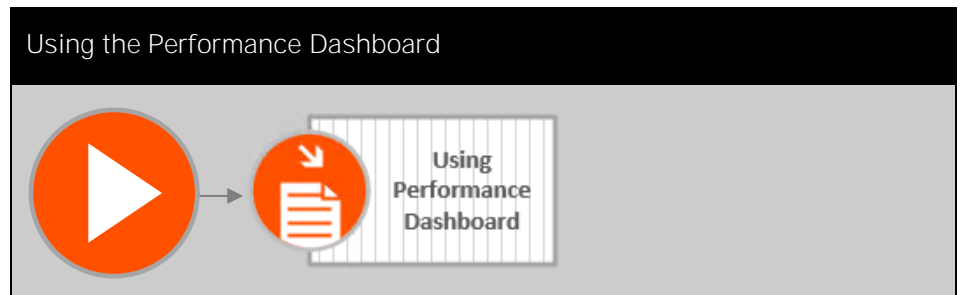 Using the Performance Dashboard
Using
Performance
Dashboard